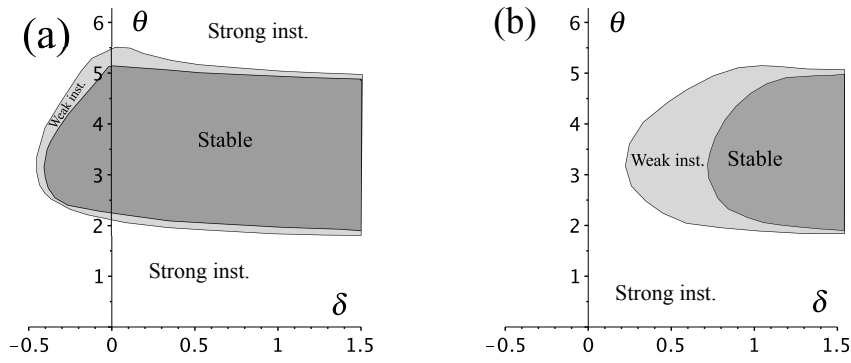 (a)
θ
6
5
4
3
2
1
Strong inst.
Weak inst.
Stable
Strong inst.
δ
−0.5 0 0.5 1 1.5
(b)
θ
6
5
4
3
2
1
Weak inst. Stable
Strong inst.
δ
−0.5 0 0.5 1 1.5